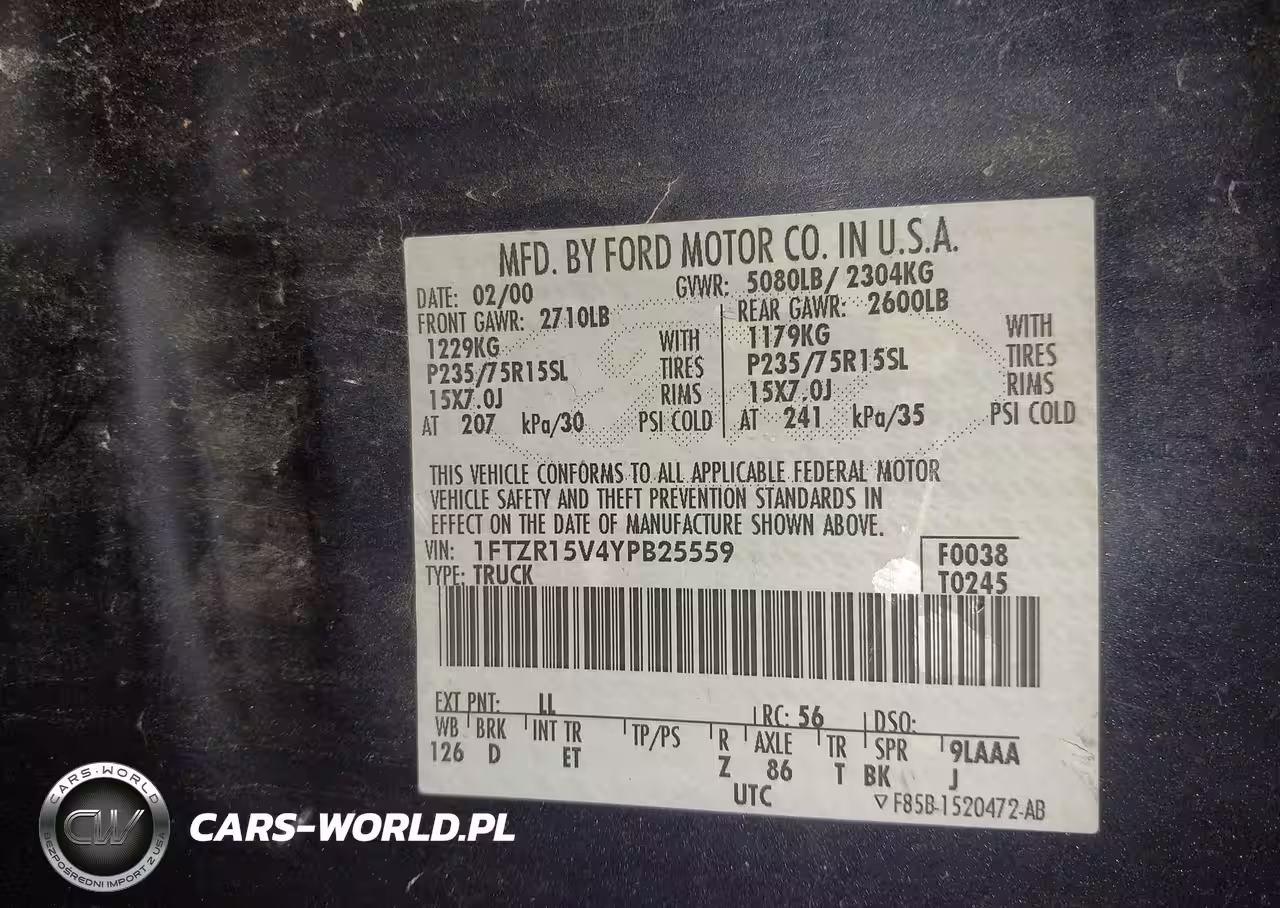 MFD. BY FORD MOTOR CO. IN U.S.A.
DATE: 02/00 GVWR: 5080LB/ 2304KG
FRONT GAWR: 2710LB REAR GAWR: 2600LB
1229KG WITH 1179KG WITH
P235/75R15SL TIRES P235/75R15SL TIRES
15X7.0J RIMS 15X7.0J RIMS
AT 207 kPa/30 PSI COLD AT 241 kPa/35 PSI COLD
THIS VEHICLE CONFORMS TO ALL APPLICABLE FEDERAL MOTOR
VEHICLE SAFETY AND THEFT PREVENTION STANDARDS IN
EFFECT ON THE DATE OF MANUFACTURE SHOWN ABOVE.
VIN: 1FTZR15V4YPB25559 F0038
TYPE: TRUCK T0245
EXT PNT: LL RC: 56 DSO:
WB BRK INT TR TP/PS R AXLE TR SPR 9LAAA
126 D ET Z 86 T BK J
UTC ▽ F85B-1520472-AB
CARS-WORLD
CW
BEZPOŚREDNI IMPORT Z USA
CARS-WORLD.PL